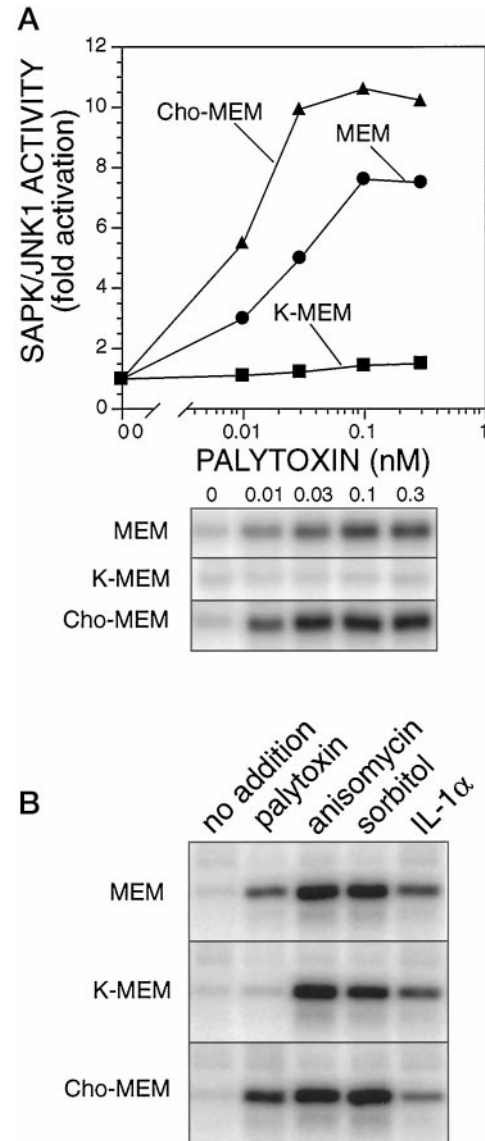 A
SAPK/JNK1 ACTIVITY
(fold activation)
12
10
8
6
4
2
0
Cho-MEM
MEM
K-MEM
00 0.01 0.1 1
PALYTOXIN (nM)
0 0.01 0.03 0.1 0.3
MEM
K-MEM
Cho-MEM
B
no addition
palytoxin
anisomycin
sorbitol
IL-1α
MEM
K-MEM
Cho-MEM